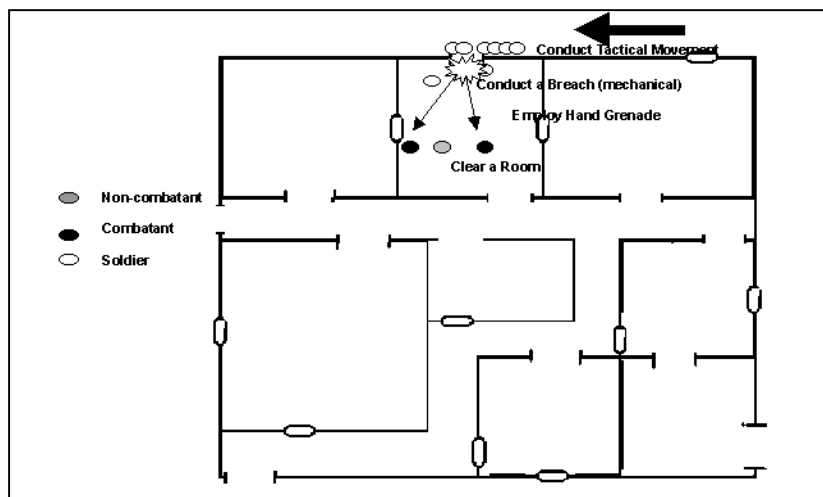 Conduct Tactical Movement
Conduct a Breach (mechanical)
Employ Hand Grenade
Clear a Room
Non-combatant
Combatant
Soldier